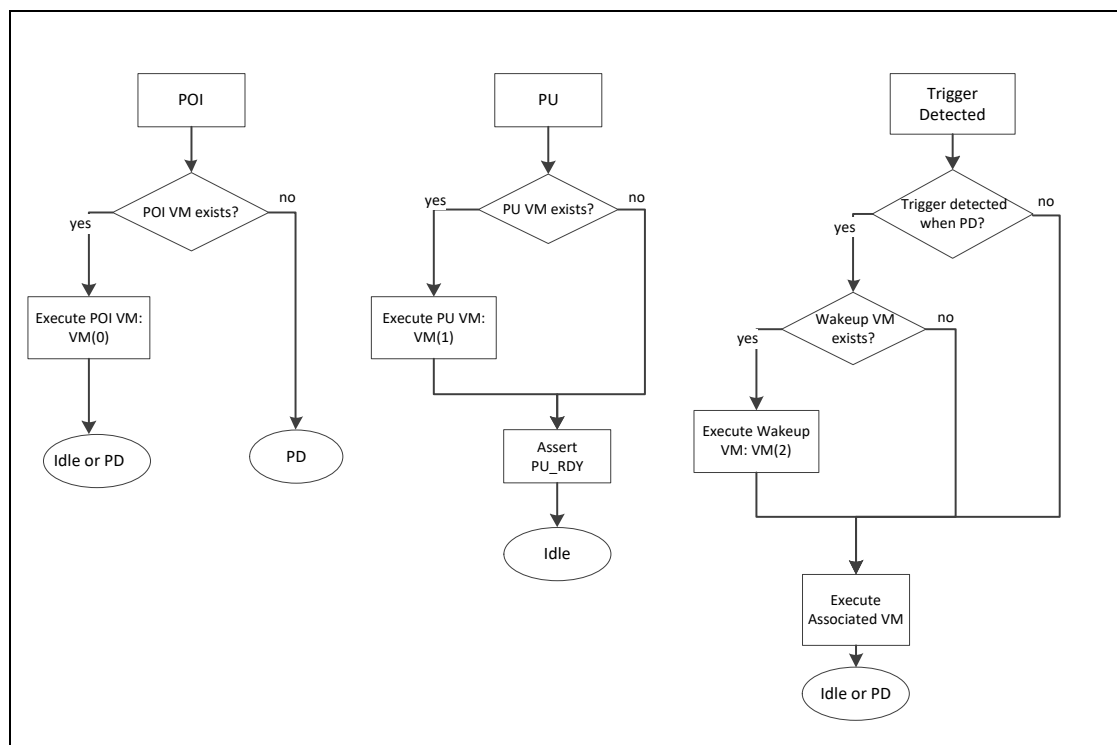 POI
POI VM exists?
yes
no
Execute POI VM:
VM(0)
Idle or PD
PD
PU
PU VM exists?
yes
no
Execute PU VM:
VM(1)
Assert
PU_RDY
Idle
Trigger
Detected
Trigger detected
when PD?
yes
no
Wakeup VM
exists?
yes
no
Execute Wakeup
VM: VM(2)
Execute
Associated VM
Idle or PD